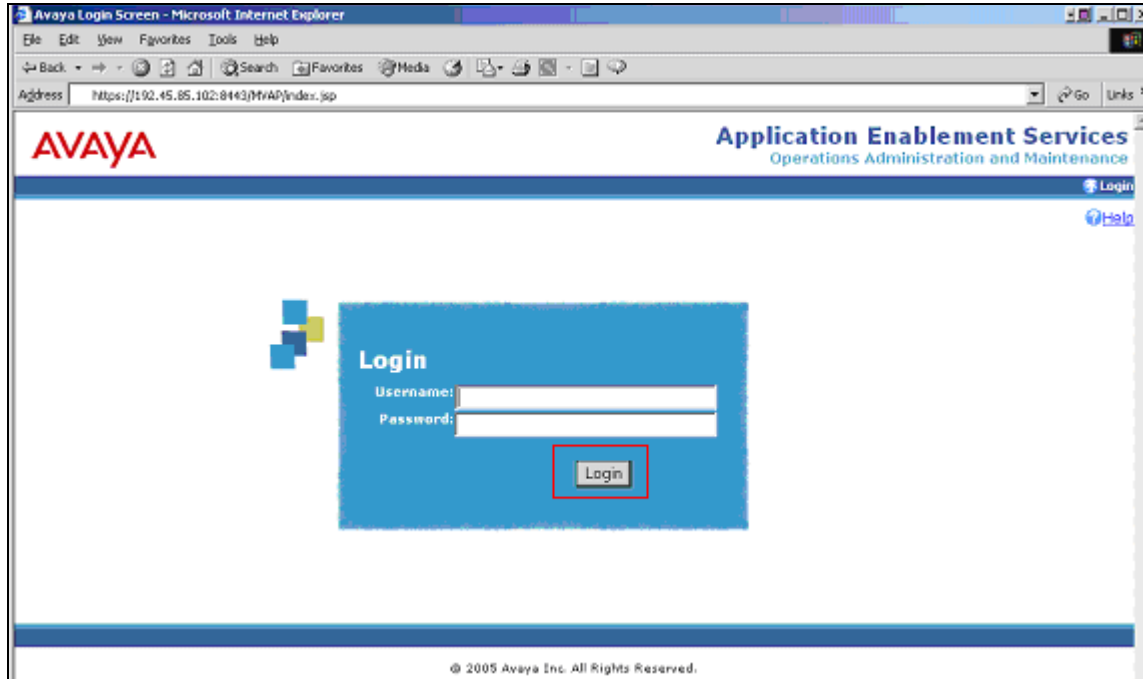 Avaya Login Screen - Microsoft Internet Explorer
File Edit View Favorites Tools Help
Back Search Favorites Media
Address https://192.45.85.102:8443/MVAP/index.jsp Go Links
AVAYA
Application Enablement Services
Operations Administration and Maintenance
Login
Help
Login
Username:
Password:
Login
© 2005 Avaya Inc. All Rights Reserved.